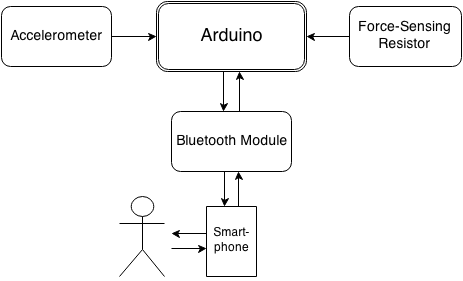 Accelerometer
Arduino
Force-Sensing
Resistor
Bluetooth Module
Smart-
phone